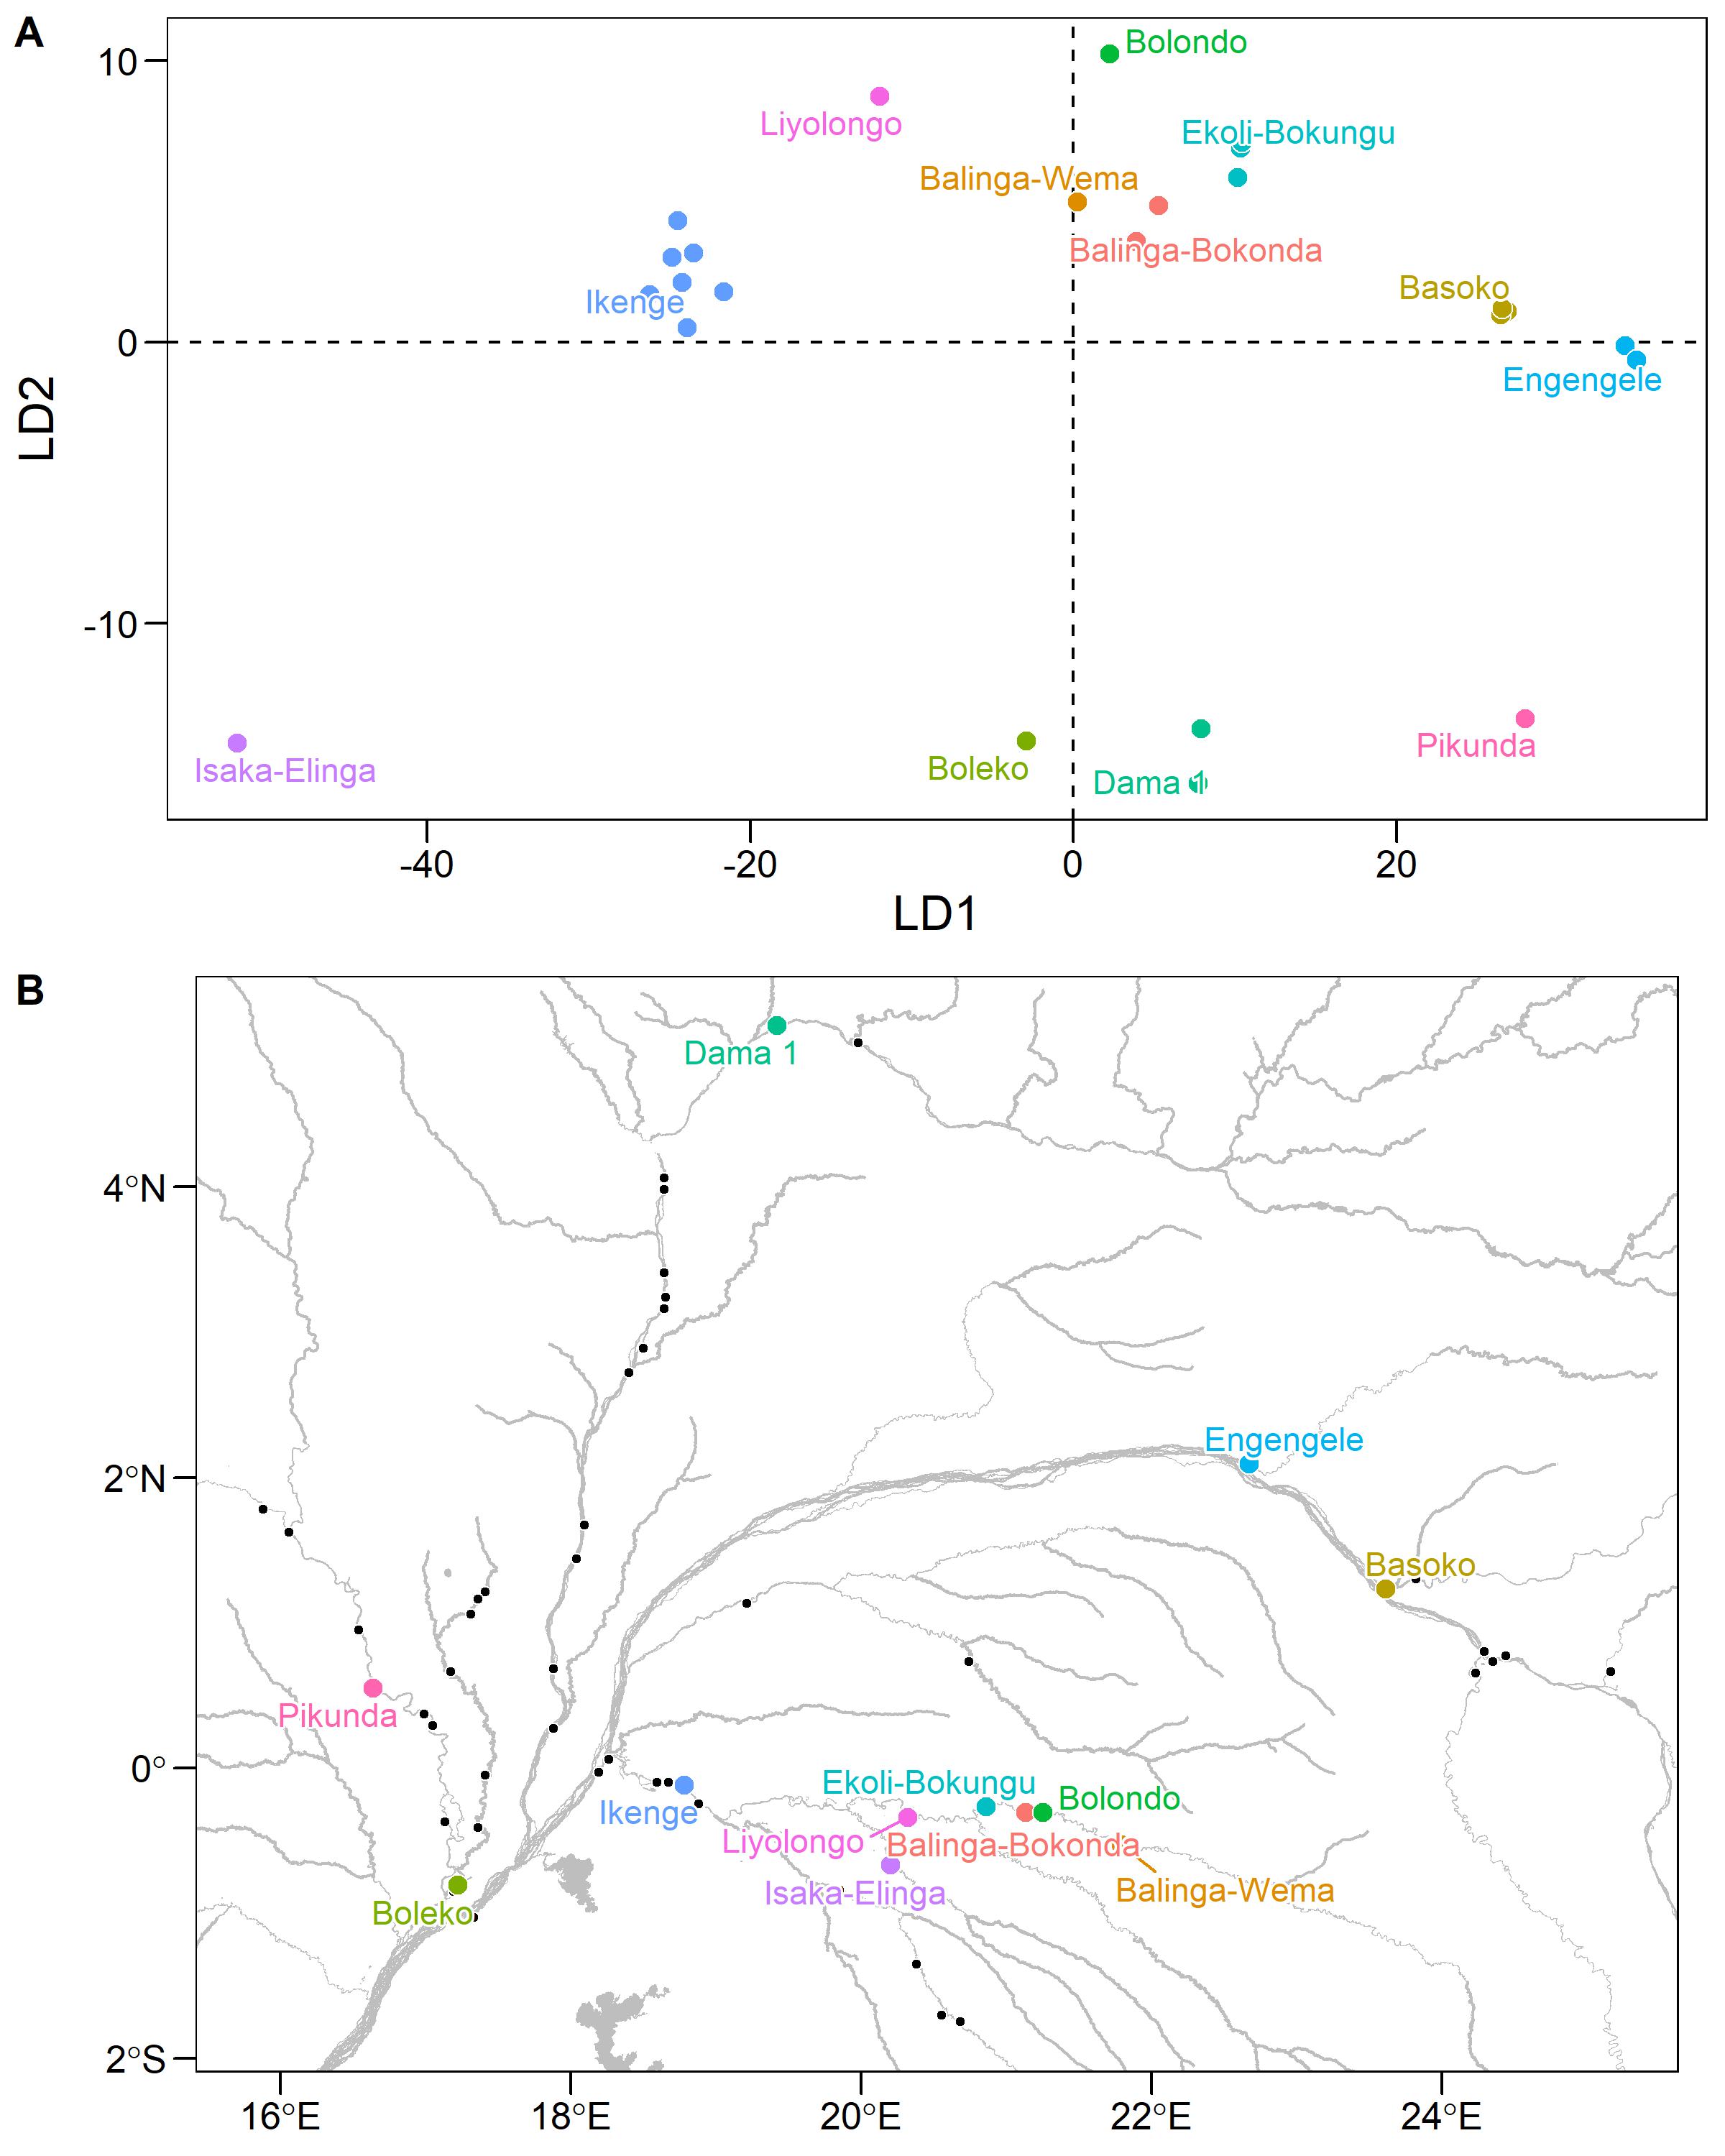 A
Bolondo
10
Liyolongo
Ekoli-Bokungu
Balinga-Wema
Balinga-Bokonda
Basoko
Ikenge
0
Engengele
LD2
-10
Pikunda
Isaka-Elinga
Boleko
Dama 1
-40
-20
0
20
LD1
B
Dama 1
4°N
Engengele
2°N
Basoko
Pikunda
0°
Ekoli-Bokungu
Bolondo
Ikenge
Liyolongo
Balinga-Bokonda
Isaka-Elinga
Balinga-Wema
Boleko
2°S
16°E
18°E
20°E
22°E
24°E